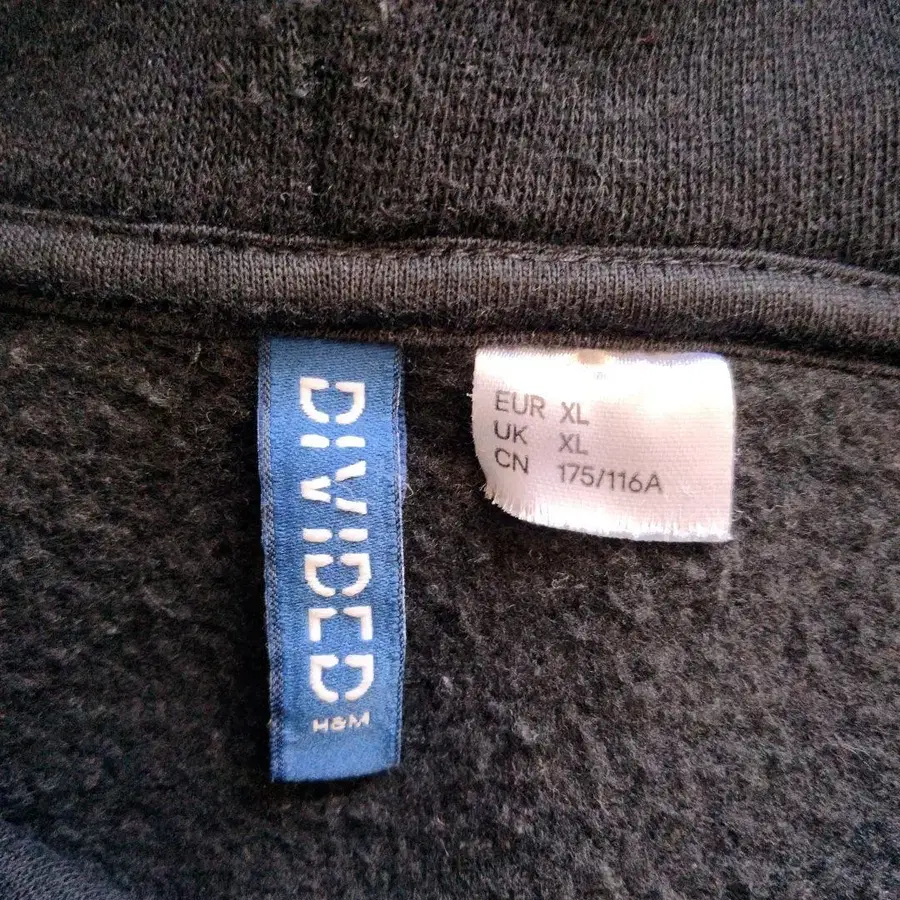 DIVIDED
H&M
EUR XL
UK XL
CN 175/116A